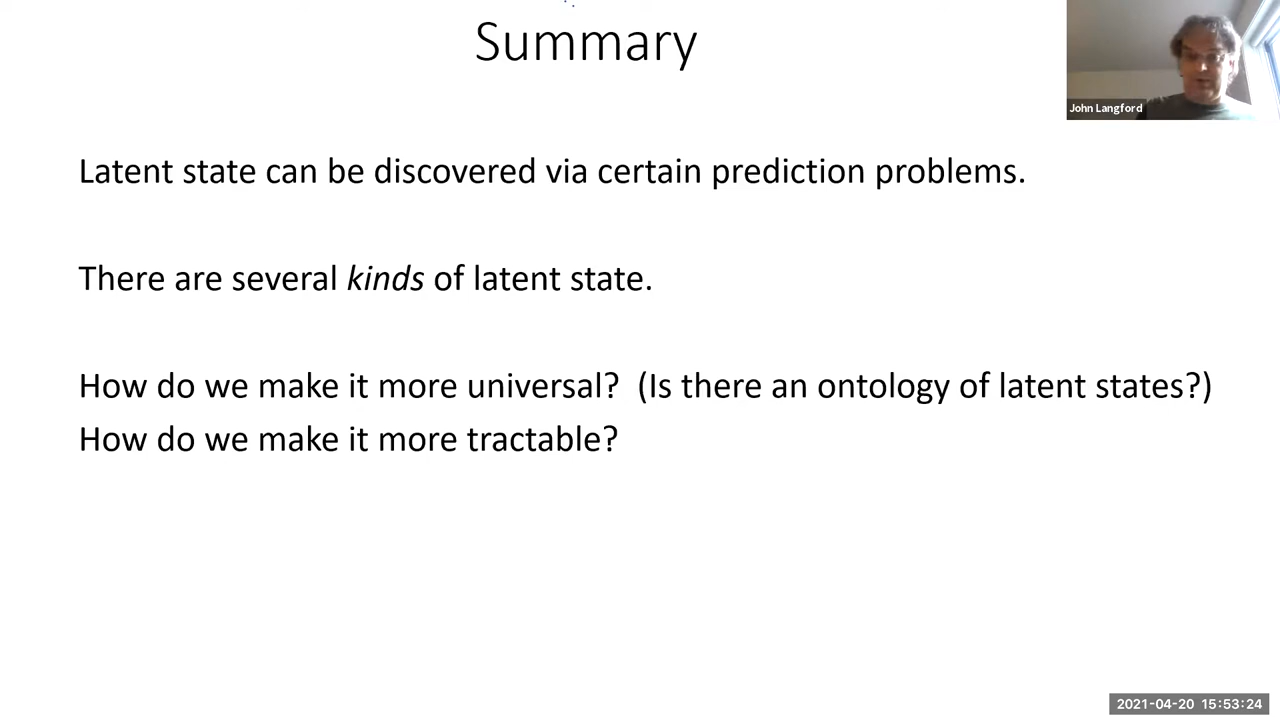 Summary
John Langford
Latent state can be discovered via certain prediction problems.
There are several kinds of latent state.
How do we make it more universal?  (Is there an ontology of latent states?)
How do we make it more tractable?
2021-04-20 15:53:24